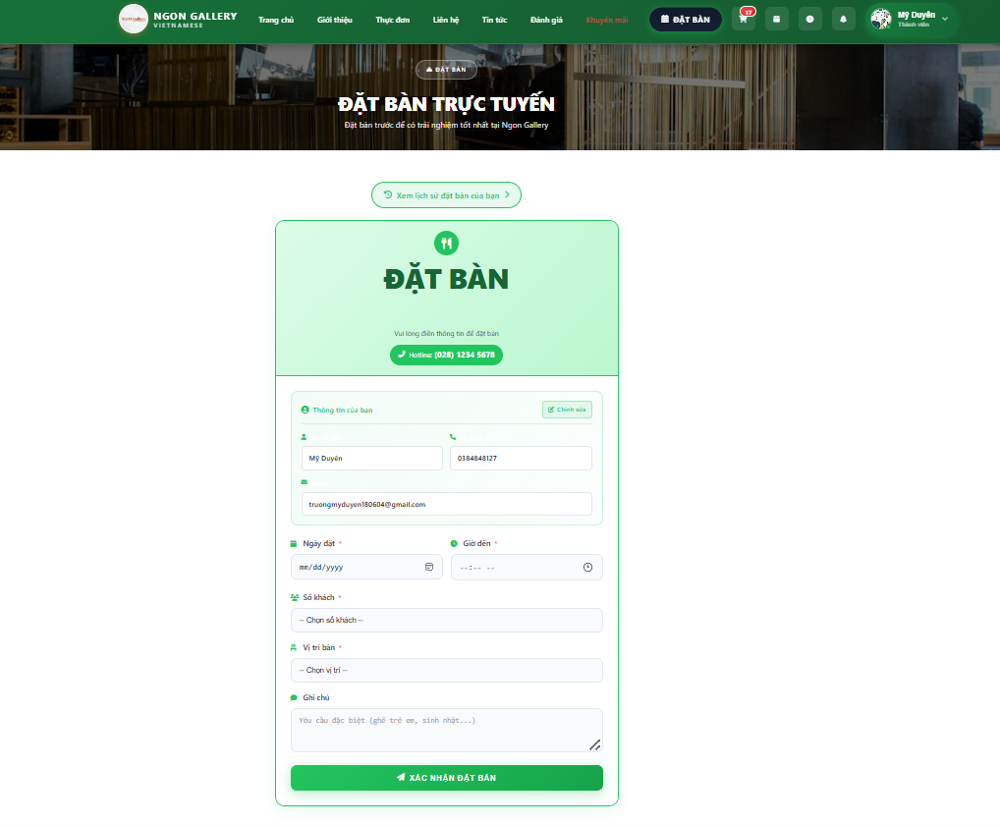 NGON GALLERY
VIETNAMESE
Trang chủ Giới thiệu Thực đơn Liên hệ Tin tức Đánh giá Khuyến mãi ĐẶT BÀN 17 Mỹ Duyên
Thành viên
ĐẶT BÀN
ĐẶT BÀN TRỰC TUYẾN
Đặt bàn trước để có trải nghiệm tốt nhất tại Ngon Gallery
Xem lịch sử đặt bàn của bạn
ĐẶT BÀN
Vui lòng điền thông tin để đặt bàn
Hotline: (028) 1234 5678
Thông tin của bạn Chỉnh sửa
Mỹ Duyên 0384848127
truongmyduyen180604@gmail.com
Ngày đặt * Giờ đến *
mm/dd/yyyy --:-- --
Số khách *
-- Chọn số khách --
Vị trí bàn *
-- Chọn vị trí --
Ghi chú
Yêu cầu đặc biệt (ghế trẻ em, sinh nhật...)
XÁC NHẬN ĐẶT BÀN